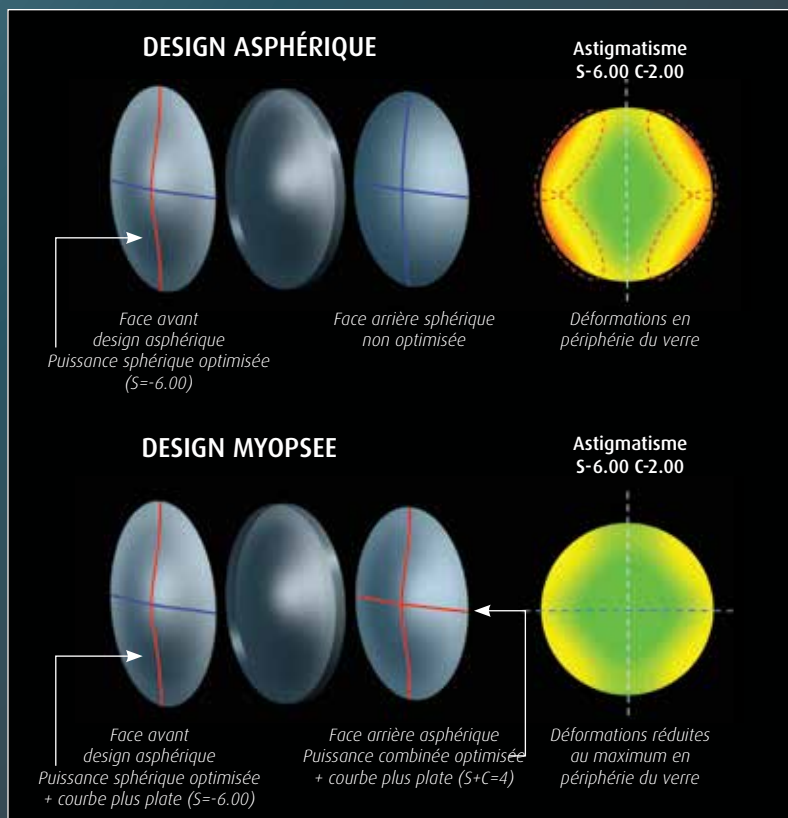 DESIGN ASPHÉRIQUE
Astigmatisme
S-6.00 C-2.00
Face avant
design asphérique
Puissance sphérique optimisée
(S=-6.00)
Face arrière sphérique
non optimisée
Déformations en
périphérie du verre
DESIGN MYOPSEE
Astigmatisme
S-6.00 C-2.00
Face avant
design asphérique
Puissance sphérique optimisée
+ courbe plus plate (S=-6.00)
Face arrière asphérique
Puissance combinée optimisée
+ courbe plus plate (S+C=4)
Déformations réduites
au maximum en
périphérie du verre